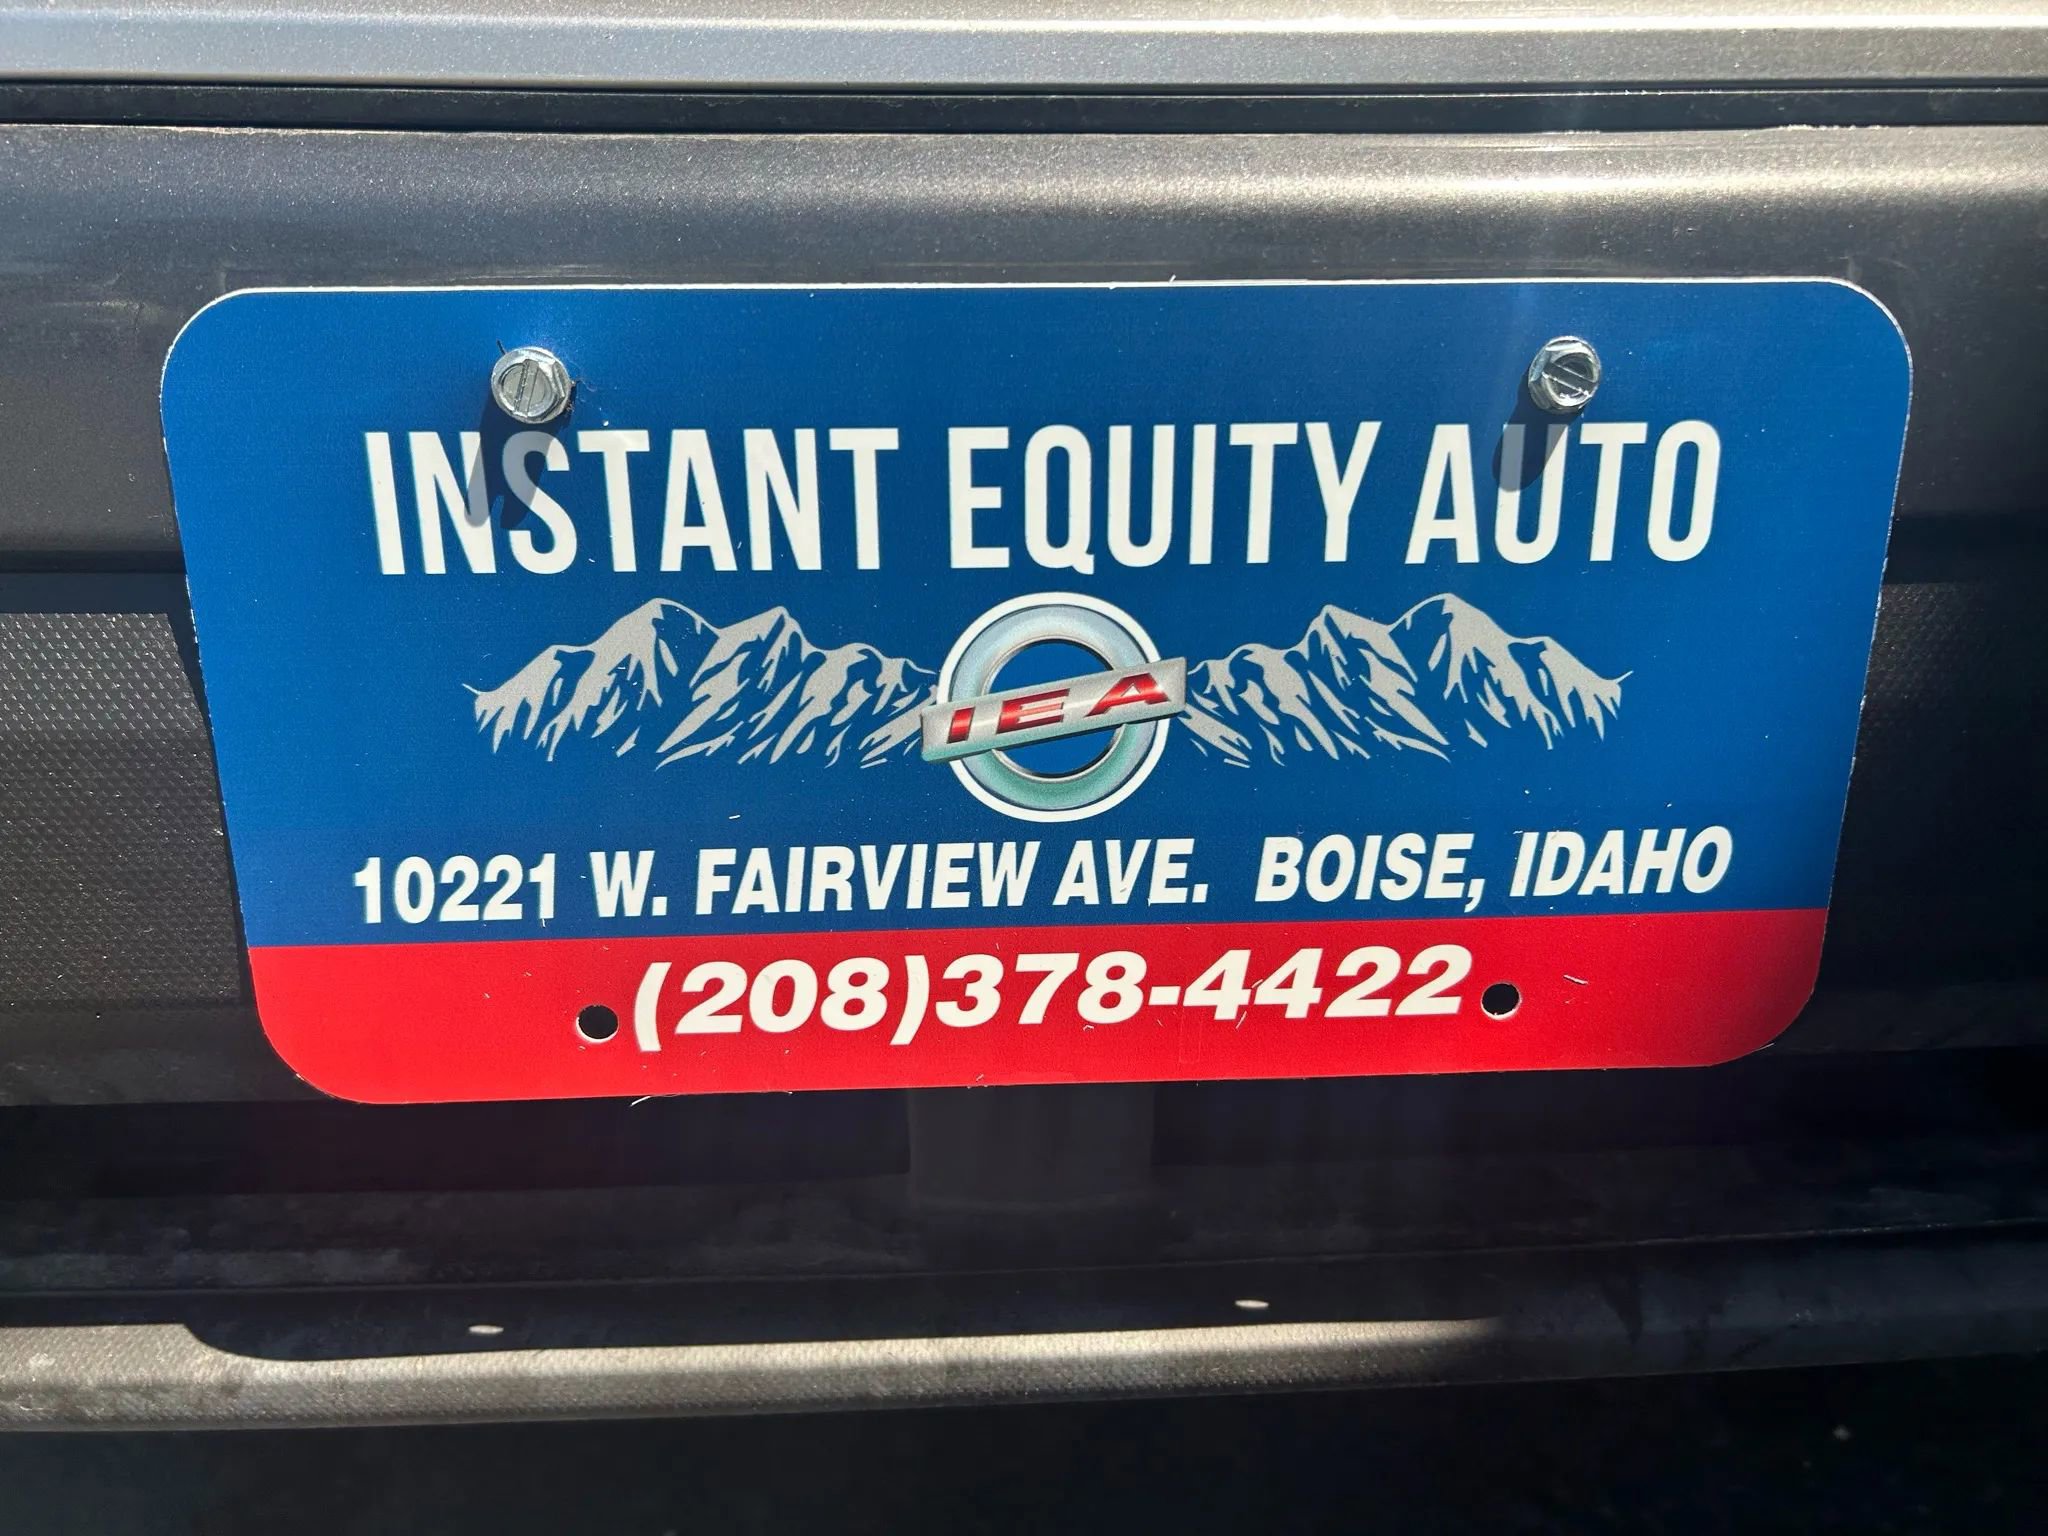 INSTANT EQUITY AUTO
IEA
10221 W. FAIRVIEW AVE. BOISE, IDAHO
(208)378-4422